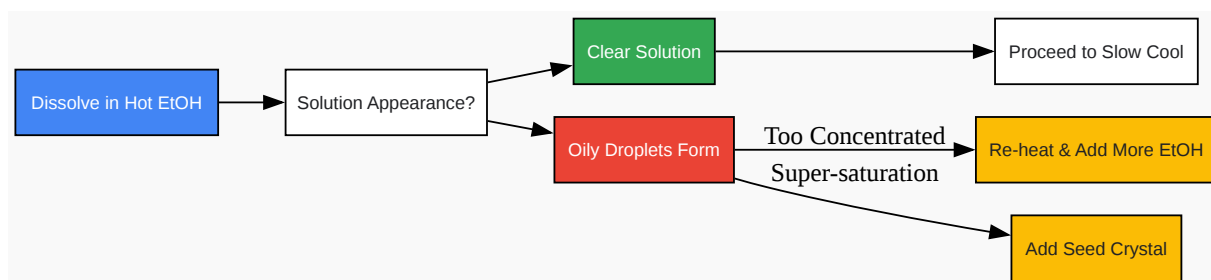 Dissolve in Hot EtOH
Solution Appearance?
Clear Solution
Proceed to Slow Cool
Oily Droplets Form
Too Concentrated
Re-heat & Add More EtOH
Super-saturation
Add Seed Crystal